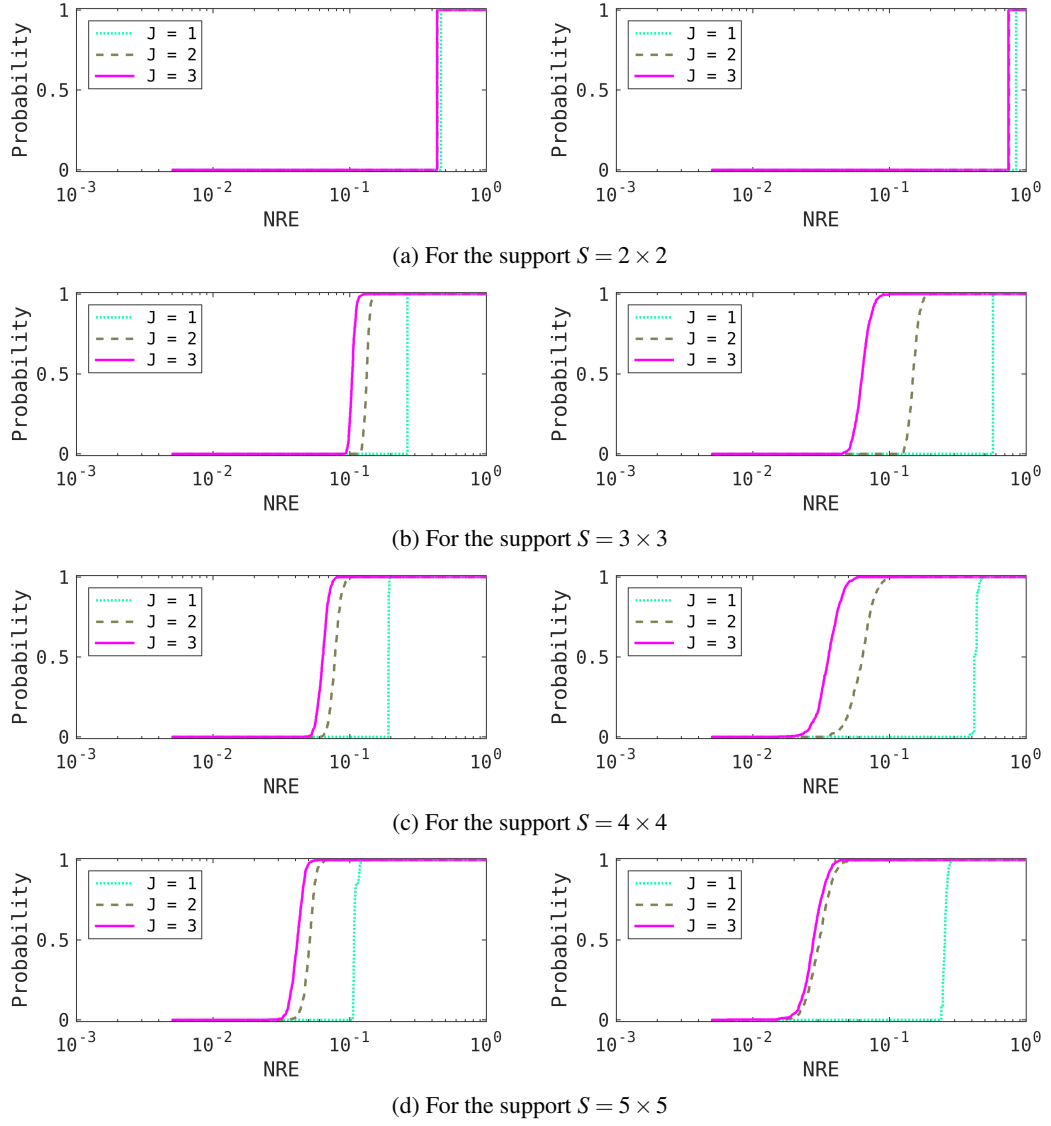 Probability
1
0.5
0
J = 1
J = 2
J = 3
10^-3 10^-2 10^-1 10^0
NRE
Probability
1
0.5
0
J = 1
J = 2
J = 3
10^-3 10^-2 10^-1 10^0
NRE
(a) For the support S = 2 × 2
Probability
1
0.5
0
J = 1
J = 2
J = 3
10^-3 10^-2 10^-1 10^0
NRE
Probability
1
0.5
0
J = 1
J = 2
J = 3
10^-3 10^-2 10^-1 10^0
NRE
(b) For the support S = 3 × 3
Probability
1
0.5
0
J = 1
J = 2
J = 3
10^-3 10^-2 10^-1 10^0
NRE
Probability
1
0.5
0
J = 1
J = 2
J = 3
10^-3 10^-2 10^-1 10^0
NRE
(c) For the support S = 4 × 4
Probability
1
0.5
0
J = 1
J = 2
J = 3
10^-3 10^-2 10^-1 10^0
NRE
Probability
1
0.5
0
J = 1
J = 2
J = 3
10^-3 10^-2 10^-1 10^0
NRE
(d) For the support S = 5 × 5